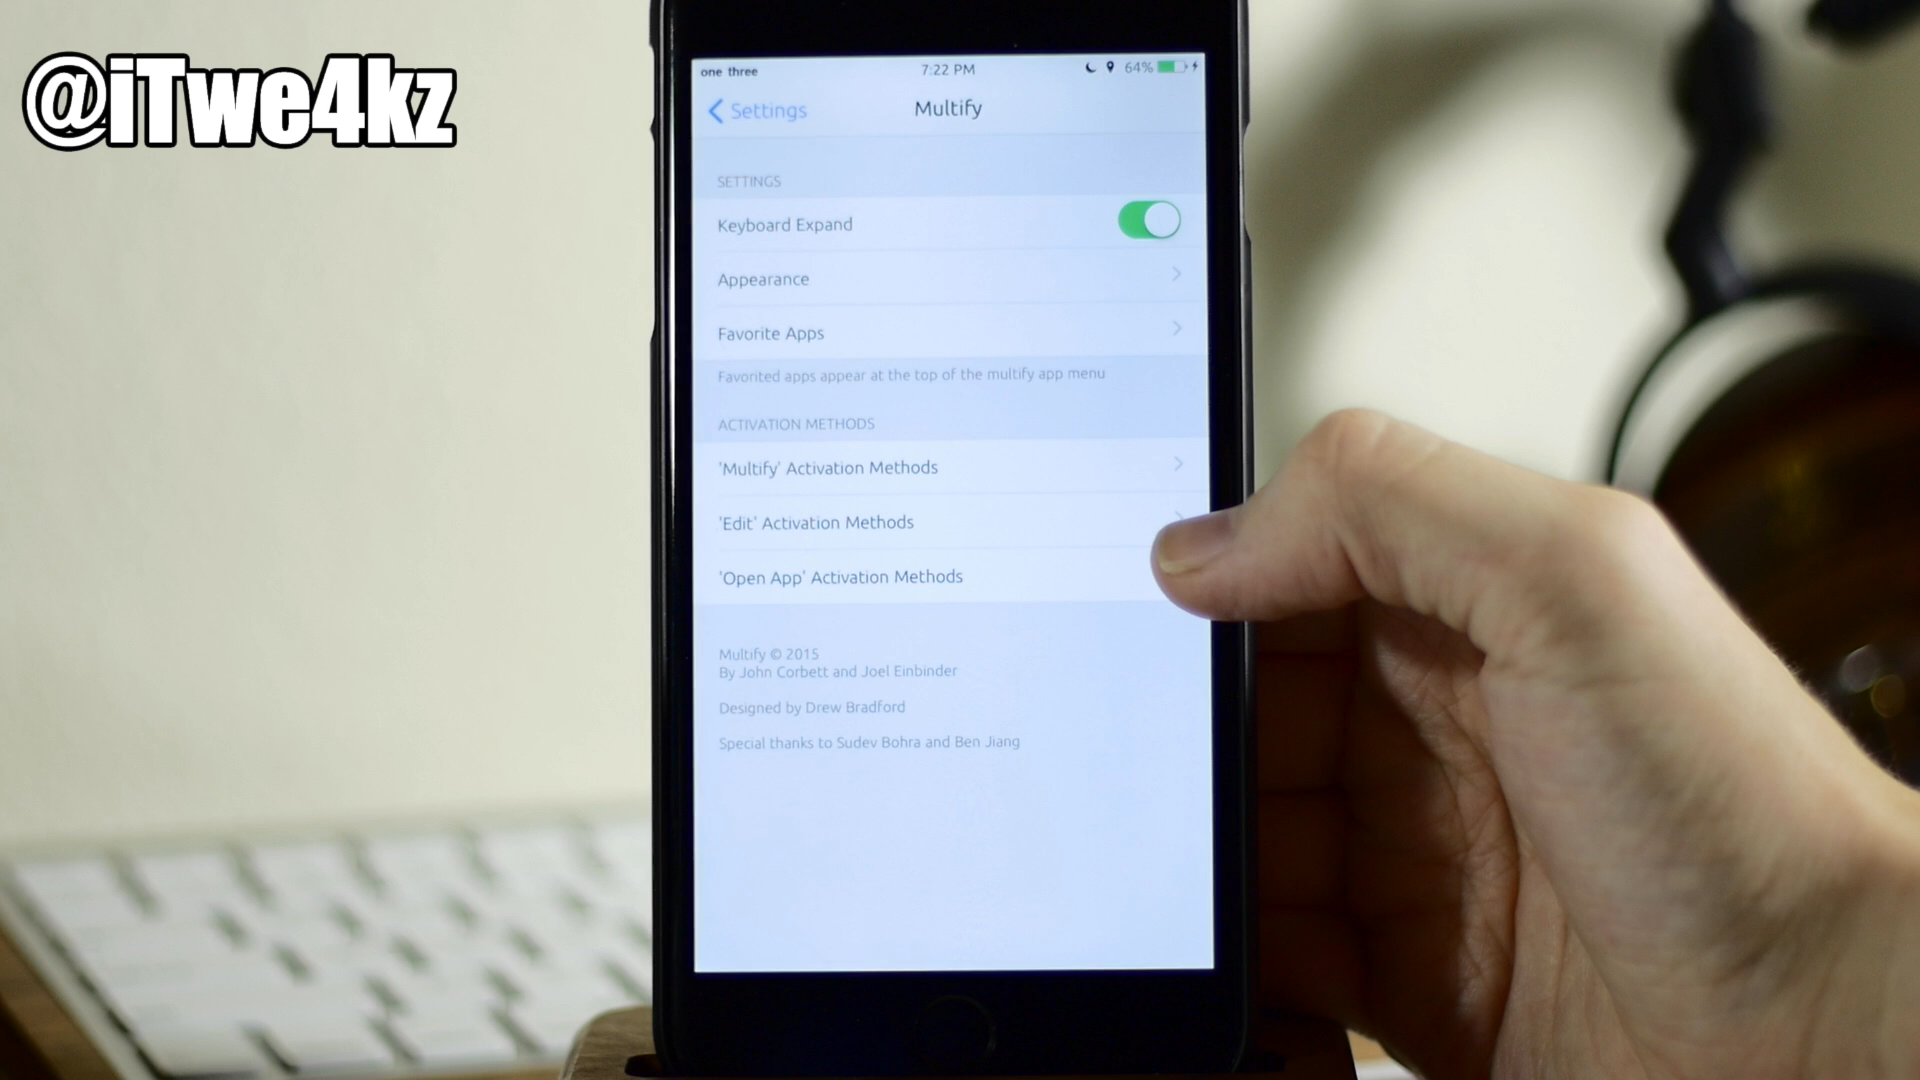 @iTwe4kz
one three 7:22 PM 64%
Settings Multify
SETTINGS
Keyboard Expand
Appearance
Favorite Apps
Favorited apps appear at the top of the multify app menu
ACTIVATION METHODS
'Multify' Activation Methods
'Edit' Activation Methods
'Open App' Activation Methods
Multify © 2015
By John Corbett and Joel Einbinder
Designed by Drew Bradford
Special thanks to Sudev Bohra and Ben Jiang